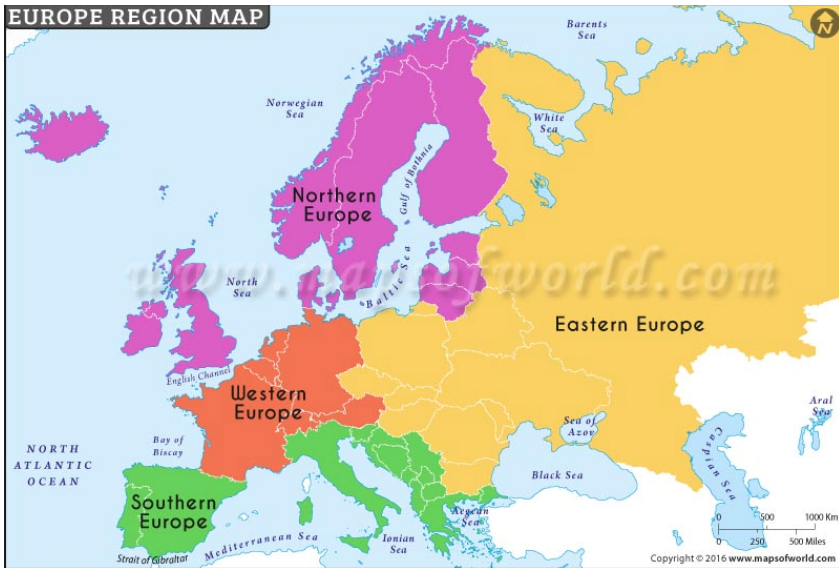 EUROPE REGION MAP
N
Barents
Sea
Norwegian
Sea
White
Sea
Gulf of Bothnia
Northern
Europe
www.mapsofworld.com
North
Sea
Baltic Sea
Eastern Europe
English Channel
Western
Europe
Aral
Sea
Sea of
Azov
Caspian Sea
NORTH
ATLANTIC
OCEAN
Bay of
Biscay
Black Sea
Southern
Europe
Aegean
Sea
Ionian
Sea
Mediterranean Sea
Strait of Gibraltar
0 500 1000 Km
0 250 500 Miles
Copyright © 2016 www.mapsofworld.com